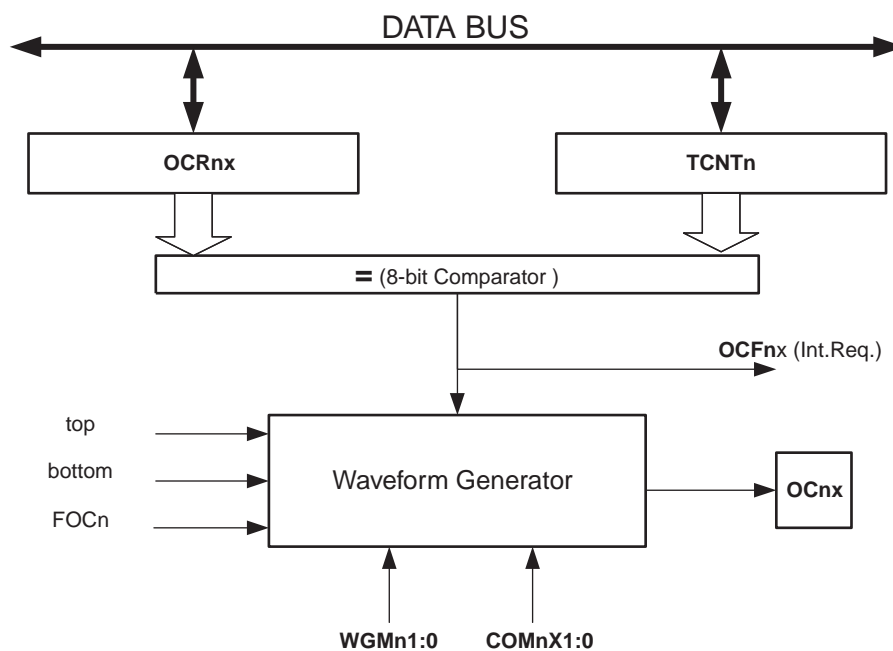 DATA BUS
OCRnx
TCNTn
= (8-bit Comparator )
OCFnx (Int.Req.)
top
bottom
FOCn
Waveform Generator
OCnx
WGMn1:0
COMnX1:0